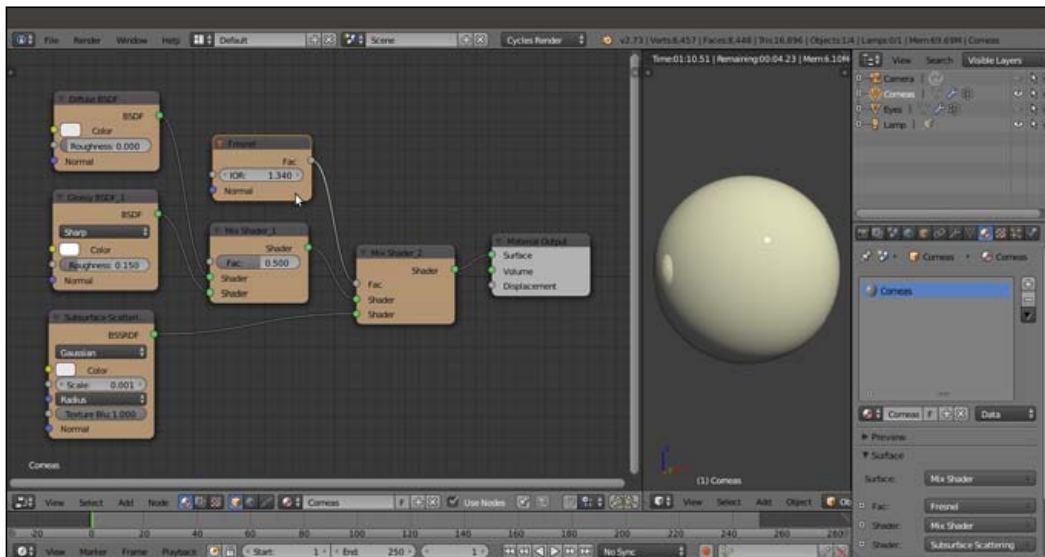 File Render Window Help Default Scene Cycles Render v2.73 | Verts:8,457 | Faces:8,448 | Tris:16,896 | Objects:1/4 | Lamps:0/1 | Mem:69.69M | Corneas
Time:01:10.51 | Remaining:00:04.23 | Mem:6.10M
View Search Visible Layers
Camera
Corneas
Eyes
Lamp
Diffuse BSDF
BSDF
Color
Roughness: 0.000
Normal
Fresnel
Fac
IOR: 1.340
Normal
Glossy BSDF_1
BSDF
Sharp
Color
Roughness: 0.150
Normal
Mix Shader_1
Shader
Fac: 0.500
Shader
Shader
Mix Shader_2
Shader
Fac
Shader
Shader
Material Output
Surface
Volume
Displacement
Subsurface Scatteri...
BSSRDF
Gaussian
Color
Scale: 0.001
Radius
Texture Blu: 1.000
Normal
Corneas
(1) Corneas
Corneas Corneas
Corneas
Corneas F Data
Preview
Surface
Surface: Mix Shader
Fac: Fresnel
Shader: Mix Shader
Shader: Subsurface Scattering
View Select Add Node Corneas F Use Nodes
View Select Add Object Ob
-20 0 20 40 60 80 100 120 140 160 180 200 220 240 260 280
View Marker Frame Playback Start: 1 End: 250 1 No Sync